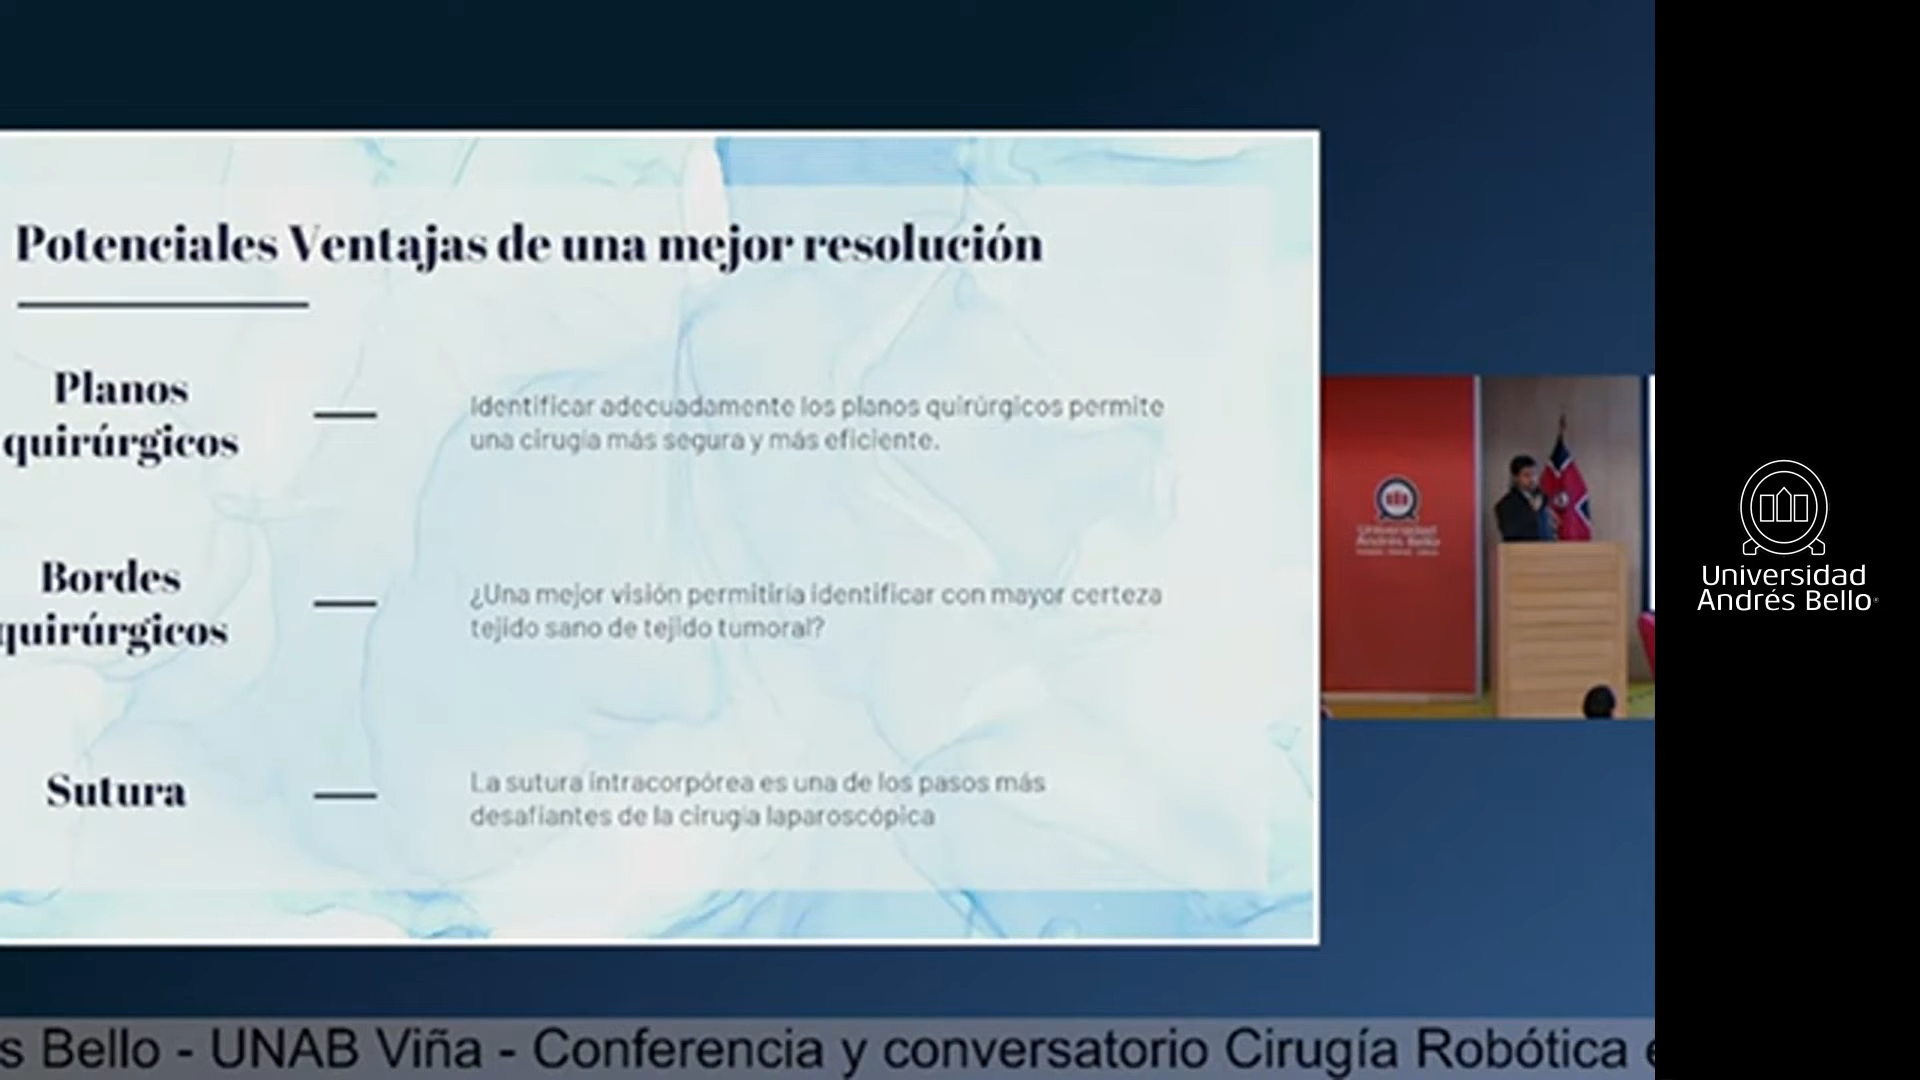 Potenciales Ventajas de una mejor resolución
Planos
quirúrgicos
Identificar adecuadamente los planos quirúrgicos permite
una cirugía más segura y más eficiente.
Bordes
quirúrgicos
¿Una mejor visión permitiría identificar con mayor certeza
tejido sano de tejido tumoral?
Sutura
La sutura intracorpórea es una de los pasos más
desafiantes de la cirugía laparoscópica
Universidad
Andrés Bello
Universidad
Andrés Bello
s Bello - UNAB Viña - Conferencia y conversatorio Cirugía Robótica e